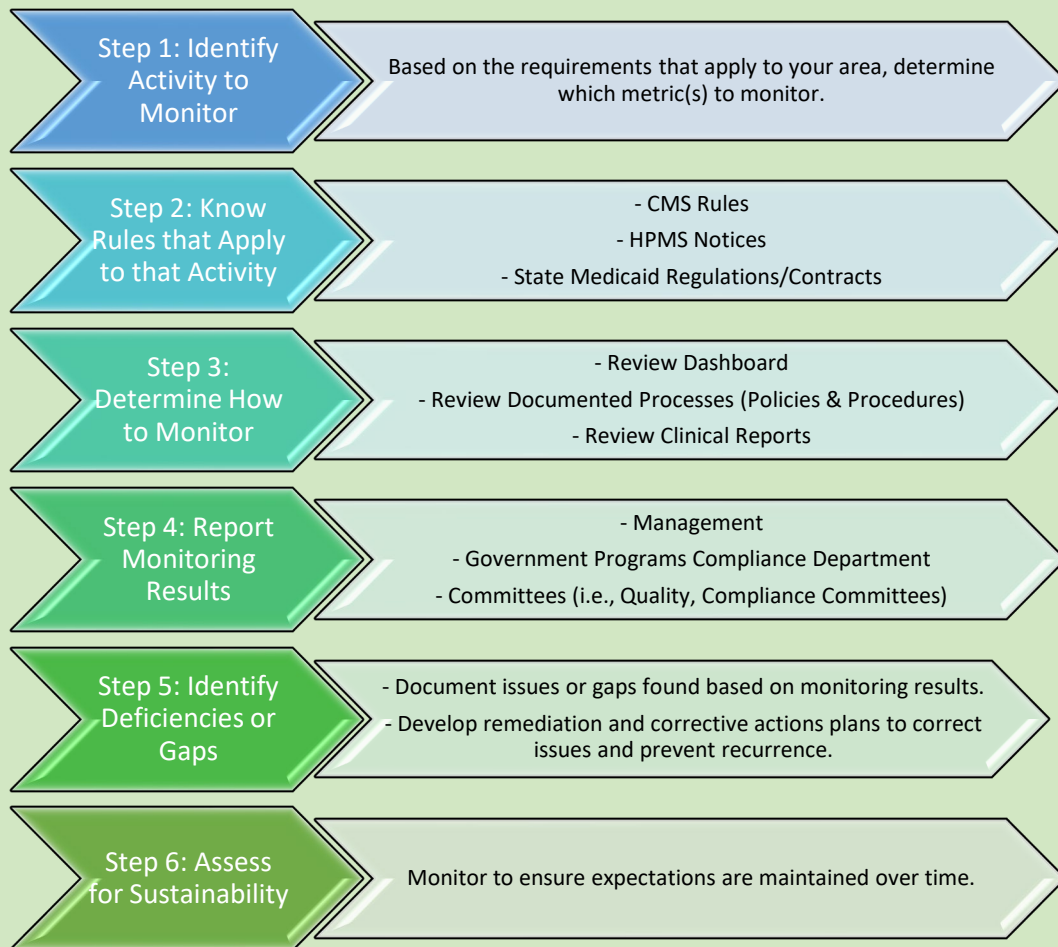 Step 1: Identify
Activity to
Monitor
Based on the requirements that apply to your area, determine
which metric(s) to monitor.
Step 2: Know
Rules that Apply
to that Activity
- CMS Rules
- HPMS Notices
- State Medicaid Regulations/Contracts
Step 3:
Determine How
to Monitor
- Review Dashboard
- Review Documented Processes (Policies & Procedures)
- Review Clinical Reports
Step 4: Report
Monitoring
Results
- Management
- Government Programs Compliance Department
- Committees (i.e., Quality, Compliance Committees)
Step 5: Identify
Deficiencies or
Gaps
- Document issues or gaps found based on monitoring results.
- Develop remediation and corrective actions plans to correct
issues and prevent recurrence.
Step 6: Assess
for Sustainability
Monitor to ensure expectations are maintained over time.